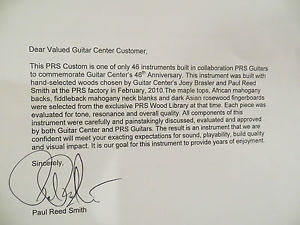 Dear Valued Guitar Center Customer,
This PRS Custom is one of only 46 instruments built in collaboration PRS Guitars
to commemorate Guitar Center's 46th Anniversary. This instrument was built with
hand-selected woods chosen by Guitar Center's Joey Brasler and Paul Reed
Smith at the PRS factory in February, 2010.The maple tops, African mahogany
backs, fiddleback mahogany neck blanks and dark Asian rosewood fingerboards
were selected from the exclusive PRS Wood Library at that time. Each piece was
evaluated for tone, resonance and overall quality. All components of this
instrument were carefully and painstakingly discussed, evaluated and approved
by both Guitar Center and PRS Guitars. The result is an instrument that we are
confident will meet your exacting expectations for sound, playability, build quality
and visual impact. It is our goal for this instrument to provide years of enjoyment.
Sincerely,
Paul Reed Smith